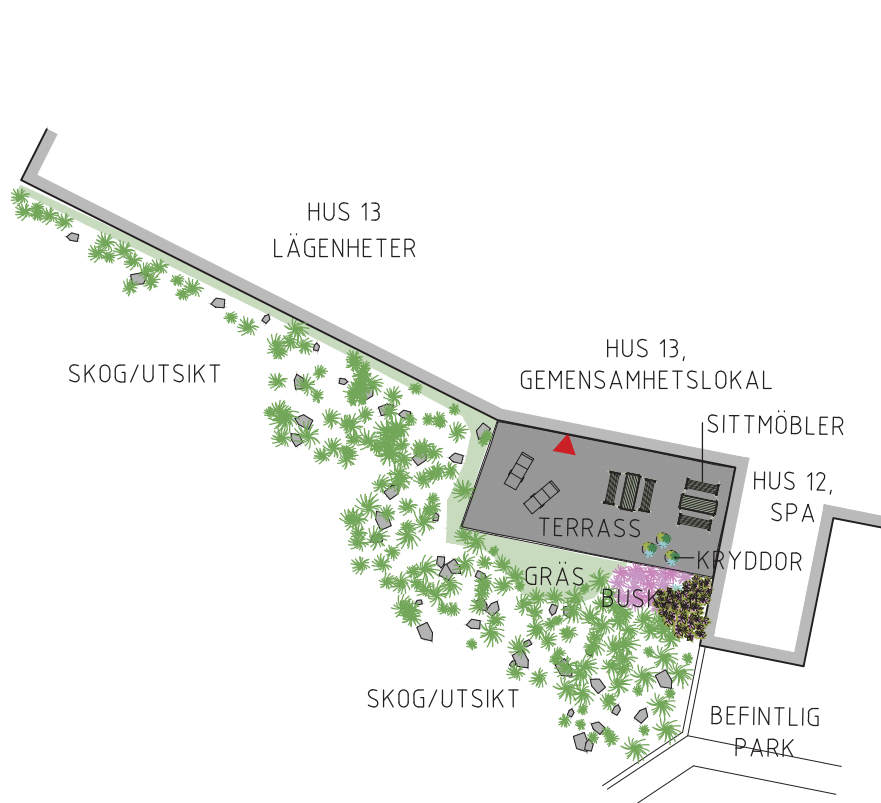 HUS 13
LÄGENHETER
HUS 13,
GEMENSAMHETSLOKAL
SKOG/UTSIKT
SITTMÖBLER
HUS 12,
SPA
TERRASS
KRYDDOR
GRÄS
SKOG/UTSIKT
BEFINTLIG
PARK